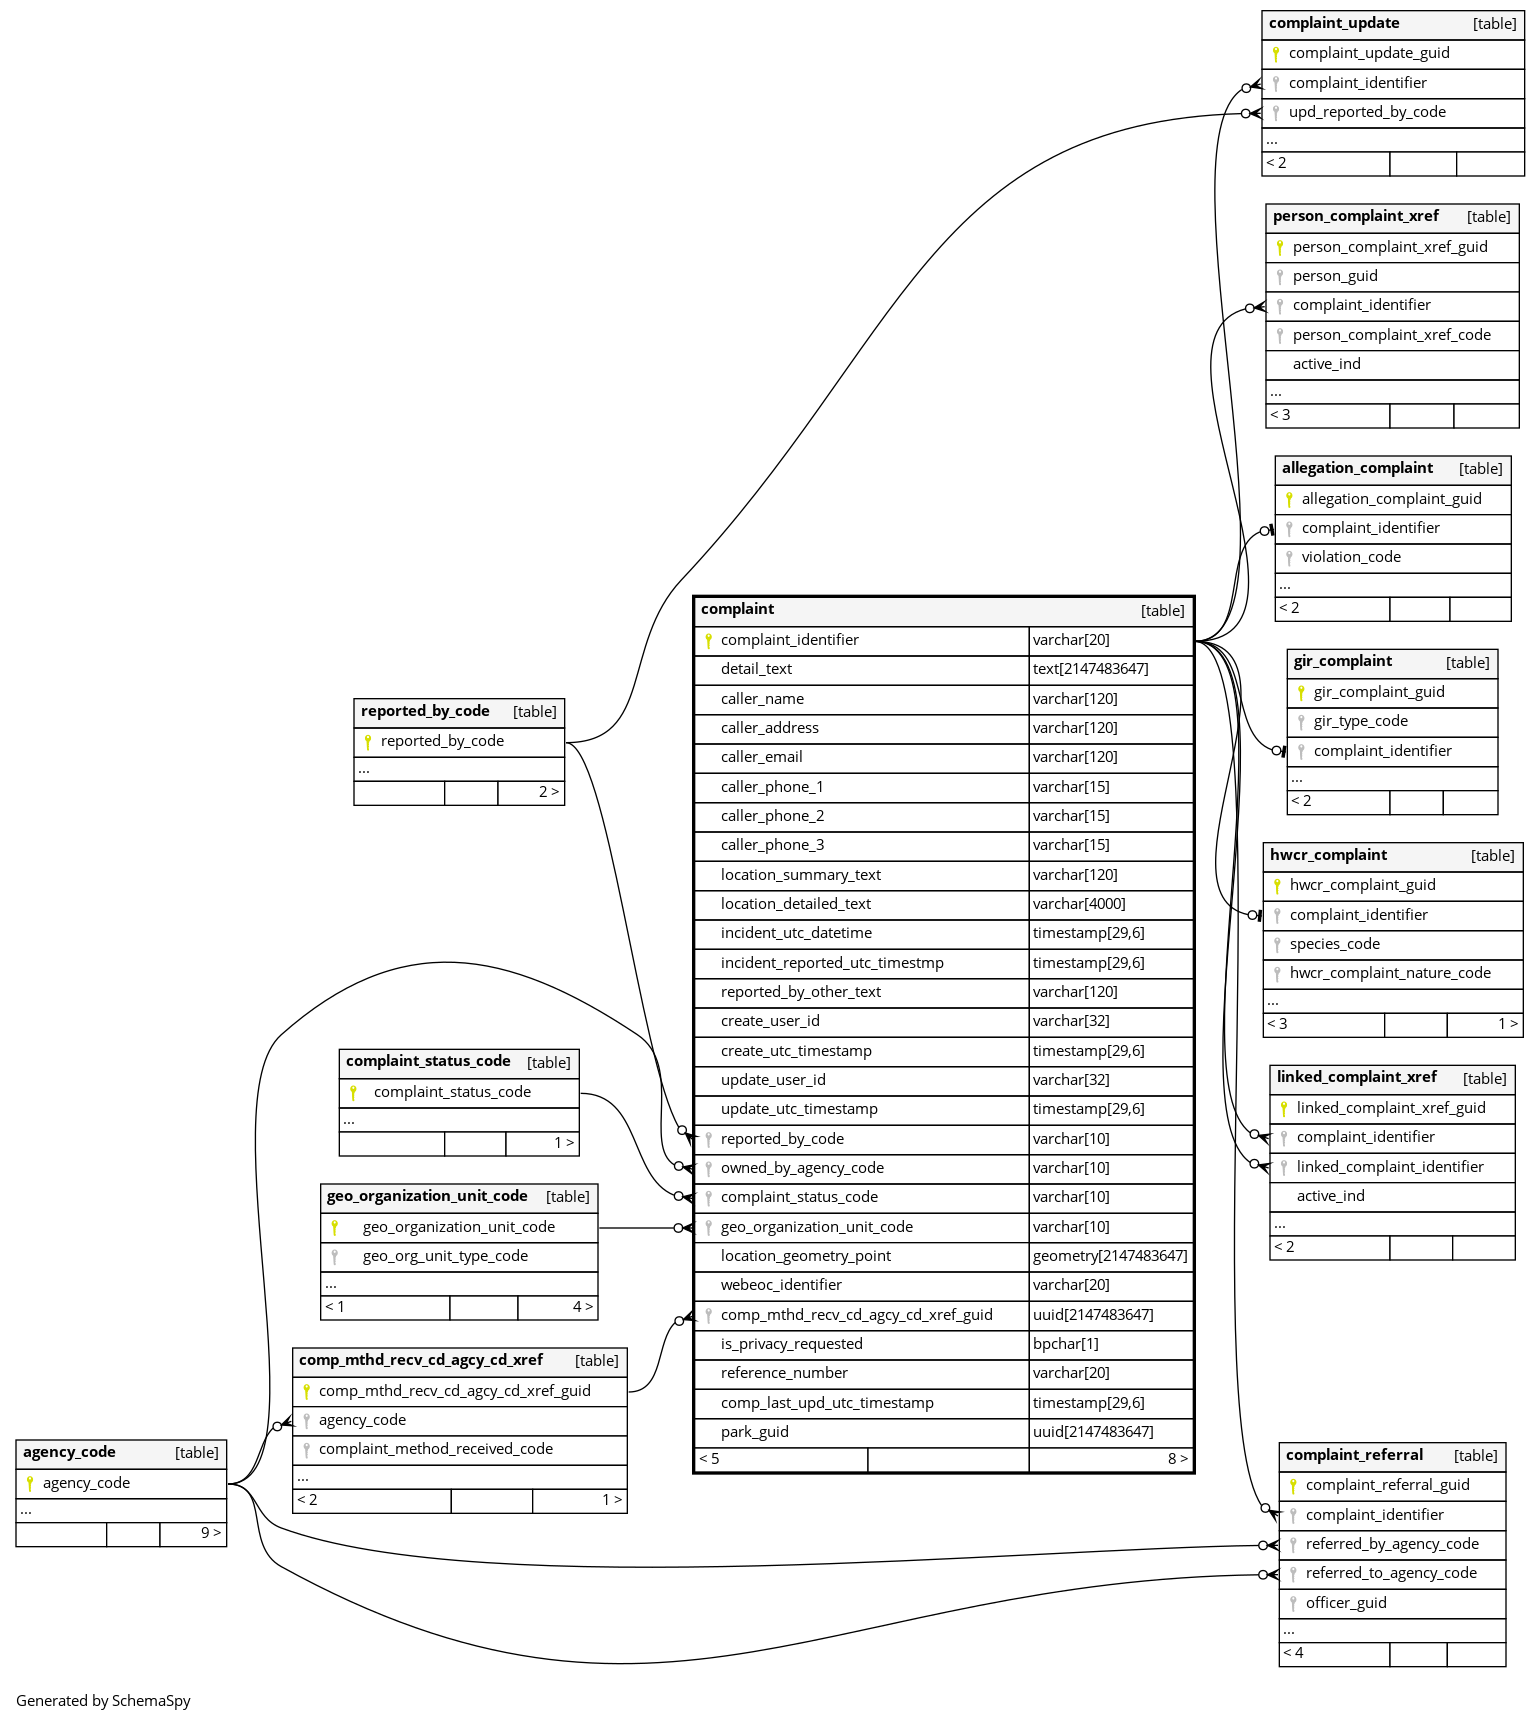 complaint_update [table]
complaint_update_guid
complaint_identifier
upd_reported_by_code
...
< 2
person_complaint_xref [table]
person_complaint_xref_guid
person_guid
complaint_identifier
person_complaint_xref_code
active_ind
...
< 3
allegation_complaint [table]
allegation_complaint_guid
complaint_identifier
violation_code
...
< 2
complaint [table]
complaint_identifier varchar[20]
detail_text text[2147483647]
caller_name varchar[120]
caller_address varchar[120]
caller_email varchar[120]
caller_phone_1 varchar[15]
caller_phone_2 varchar[15]
caller_phone_3 varchar[15]
location_summary_text varchar[120]
location_detailed_text varchar[4000]
incident_utc_datetime timestamp[29,6]
incident_reported_utc_timestmp timestamp[29,6]
reported_by_other_text varchar[120]
create_user_id varchar[32]
create_utc_timestamp timestamp[29,6]
update_user_id varchar[32]
update_utc_timestamp timestamp[29,6]
reported_by_code varchar[10]
owned_by_agency_code varchar[10]
complaint_status_code varchar[10]
geo_organization_unit_code varchar[10]
location_geometry_point geometry[2147483647]
webeoc_identifier varchar[20]
comp_mthd_recv_cd_agcy_cd_xref_guid uuid[2147483647]
is_privacy_requested bpchar[1]
reference_number varchar[20]
comp_last_upd_utc_timestamp timestamp[29,6]
park_guid uuid[2147483647]
< 5 8 >
gir_complaint [table]
gir_complaint_guid
gir_type_code
complaint_identifier
...
< 2
reported_by_code [table]
reported_by_code
...
2 >
hwcr_complaint [table]
hwcr_complaint_guid
complaint_identifier
species_code
hwcr_complaint_nature_code
...
< 3 1 >
complaint_status_code [table]
complaint_status_code
...
1 >
linked_complaint_xref [table]
linked_complaint_xref_guid
complaint_identifier
linked_complaint_identifier
active_ind
...
< 2
geo_organization_unit_code [table]
geo_organization_unit_code
geo_org_unit_type_code
...
< 1 4 >
comp_mthd_recv_cd_agcy_cd_xref [table]
comp_mthd_recv_cd_agcy_cd_xref_guid
agency_code
complaint_method_received_code
...
< 2 1 >
agency_code [table]
agency_code
...
9 >
complaint_referral [table]
complaint_referral_guid
complaint_identifier
referred_by_agency_code
referred_to_agency_code
officer_guid
...
< 4
Generated by SchemaSpy